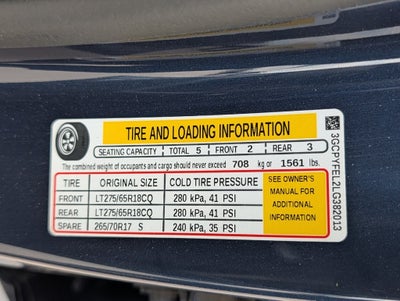 TIRE AND LOADING INFORMATION
SEATING CAPACITY TOTAL 5 FRONT 2 REAR 3
The combined weight of occupants and cargo should never exceed 708 kg or 1561 lbs.
TIRE ORIGINAL SIZE COLD TIRE PRESSURE
FRONT LT275/65R18CQ 280 kPa, 41 PSI
REAR LT275/65R18CQ 280 kPa, 41 PSI
SPARE 265/70R17 S 240 kPa, 35 PSI
SEE OWNER'S
MANUAL FOR
ADDITIONAL
INFORMATION
3GCPYFEL2LG382013